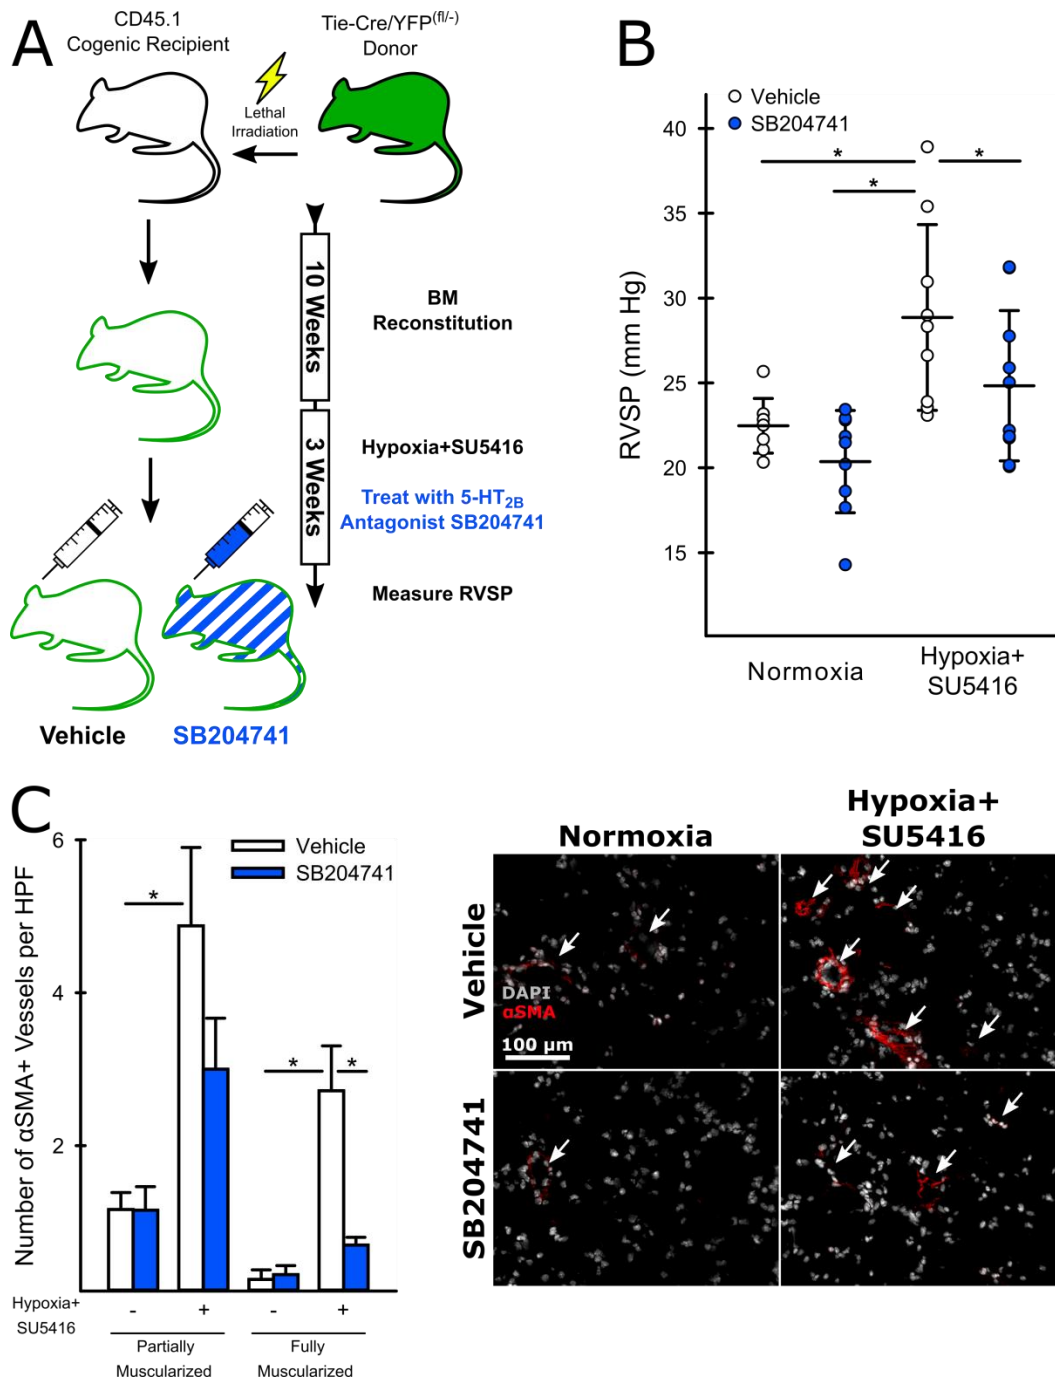 A
CD45.1
Cogenic Recipient
Tie-Cre/YFP(fl/-)
Donor
Lethal
Irradiation
10 Weeks
BM
Reconstitution
3 Weeks
Hypoxia+SU5416
Treat with 5-HT2B
Antagonist SB204741
Measure RVSP
Vehicle
SB204741
B
Vehicle
SB204741
RVSP (mm Hg)
40
35
30
25
20
15
*
*
*
Normoxia
Hypoxia+
SU5416
C
Number of αSMA+ Vessels per HPF
6
4
2
Vehicle
SB204741
*
*
*
Hypoxia+
SU5416
-
+
-
+
Partially
Muscularized
Fully
Muscularized
Normoxia
Hypoxia+
SU5416
Vehicle
SB204741
DAPI
αSMA
100 μm